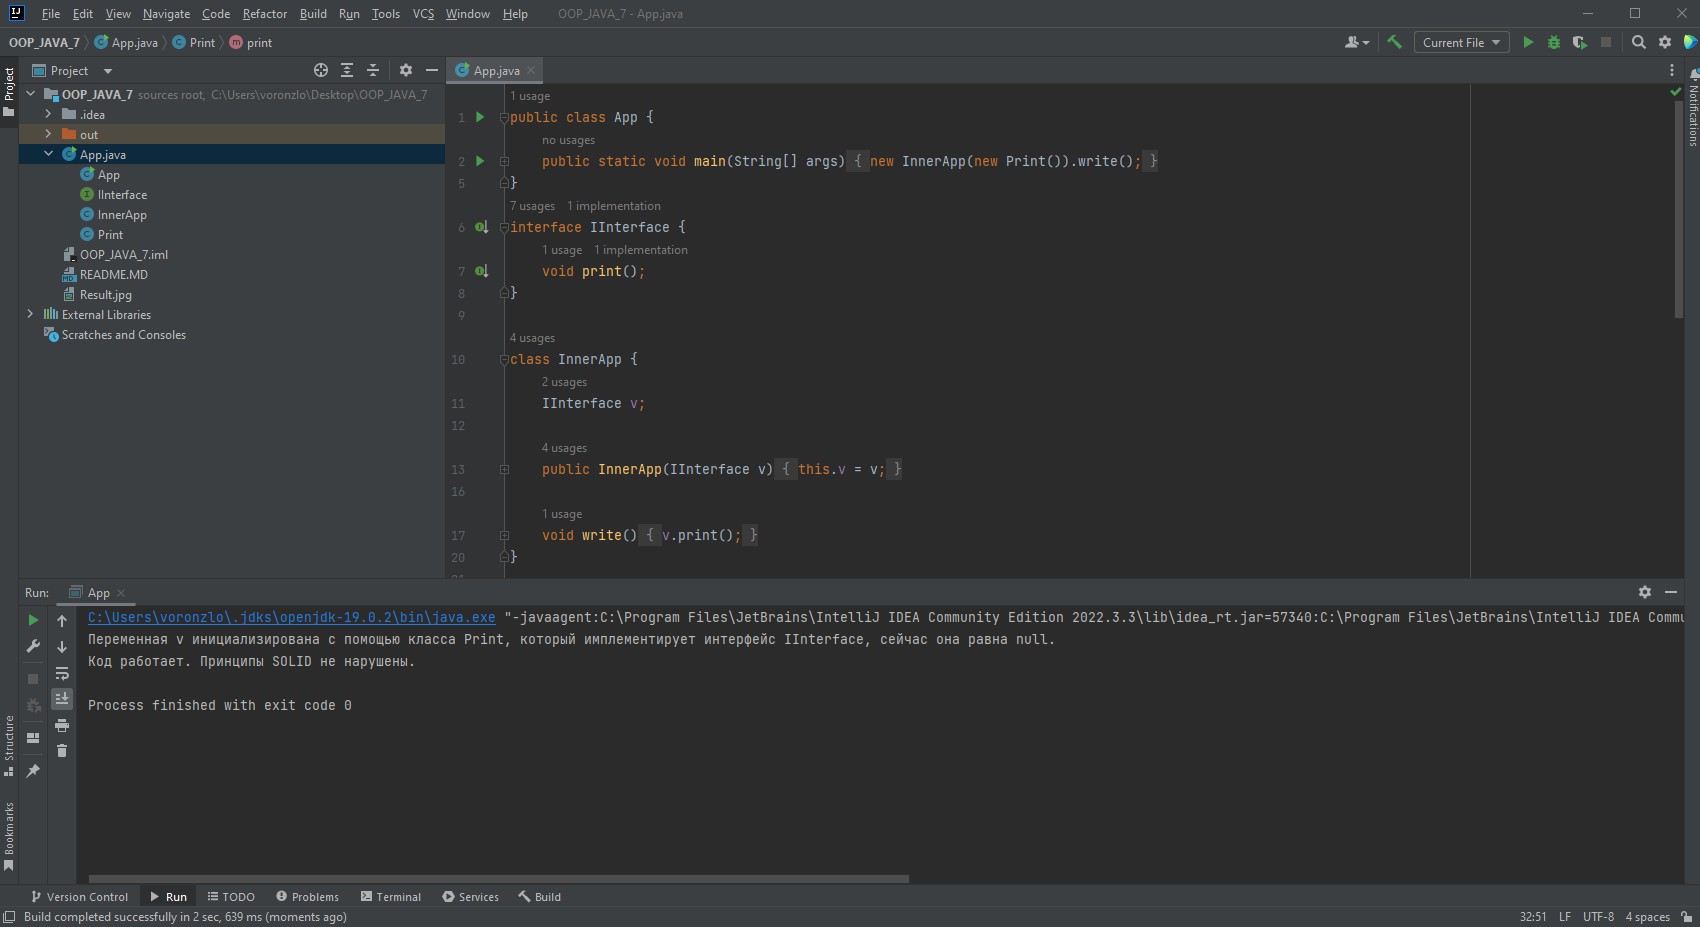 File Edit View Navigate Code Refactor Build Run Tools VCS Window Help OOP_JAVA_7 - App.java
OOP_JAVA_7 App.java Print print
Current File
Project
Project
App.java
Notifications
OOP_JAVA_7 sources root, C:\Users\voronzlo\Desktop\OOP_JAVA_7
.idea
out
App.java
App
IInterface
InnerApp
Print
OOP_JAVA_7.iml
README.MD
Result.jpg
External Libraries
Scratches and Consoles
1 usage
1 public class App {
no usages
2 public static void main(String[] args) { new InnerApp(new Print()).write(); }
5 }
7 usages 1 implementation
6 interface IInterface {
1 usage 1 implementation
7 void print();
8 }
9
4 usages
10 class InnerApp {
2 usages
11 IInterface v;
12
4 usages
13 public InnerApp(IInterface v) { this.v = v; }
16
1 usage
17 void write() { v.print(); }
20 }
Run: App
C:\Users\voronzlo\.jdks\openjdk-19.0.2\bin\java.exe "-javaagent:C:\Program Files\JetBrains\IntelliJ IDEA Community Edition 2022.3.3\lib\idea_rt.jar=57340:C:\Program Files\JetBrains\IntelliJ IDEA Commu
Переменная v инициализирована с помощью класса Print, который имплементирует интерфейс IInterface, сейчас она равна null.
Код работает. Принципы SOLID не нарушены.
Process finished with exit code 0
Structure
Bookmarks
Version Control Run TODO Problems Terminal Services Build
Build completed successfully in 2 sec, 639 ms (moments ago)
32:51 LF UTF-8 4 spaces